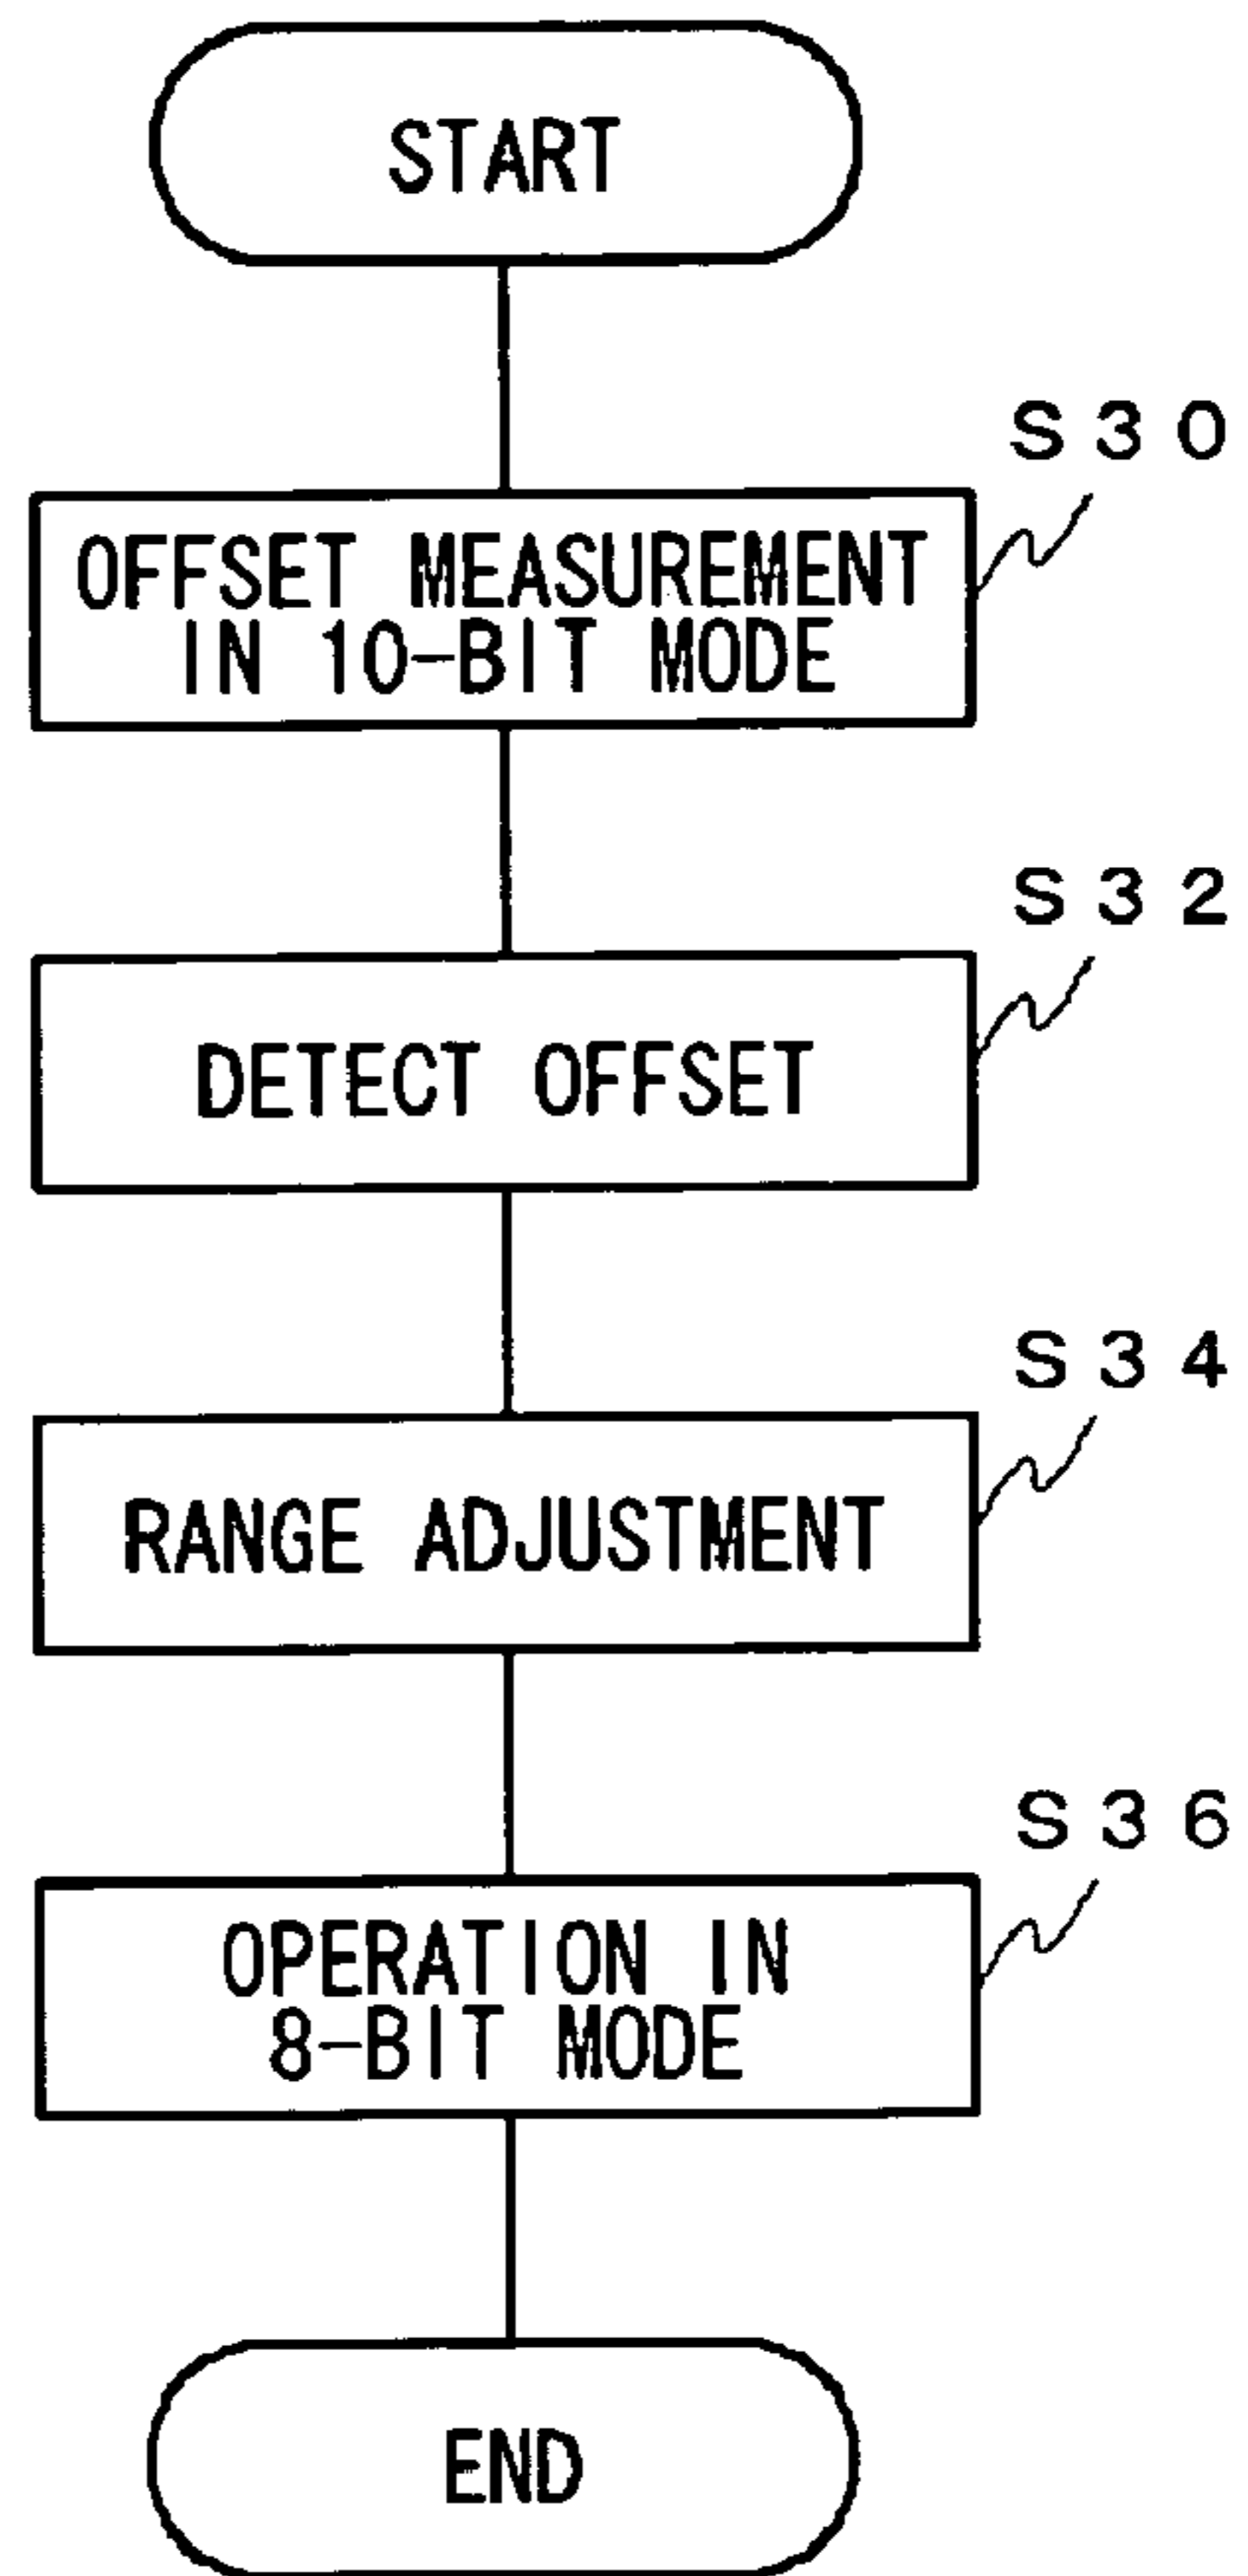 START
S30
OFFSET MEASUREMENT
IN 10-BIT MODE
S32
DETECT OFFSET
S34
RANGE ADJUSTMENT
S36
OPERATION IN
8-BIT MODE
END